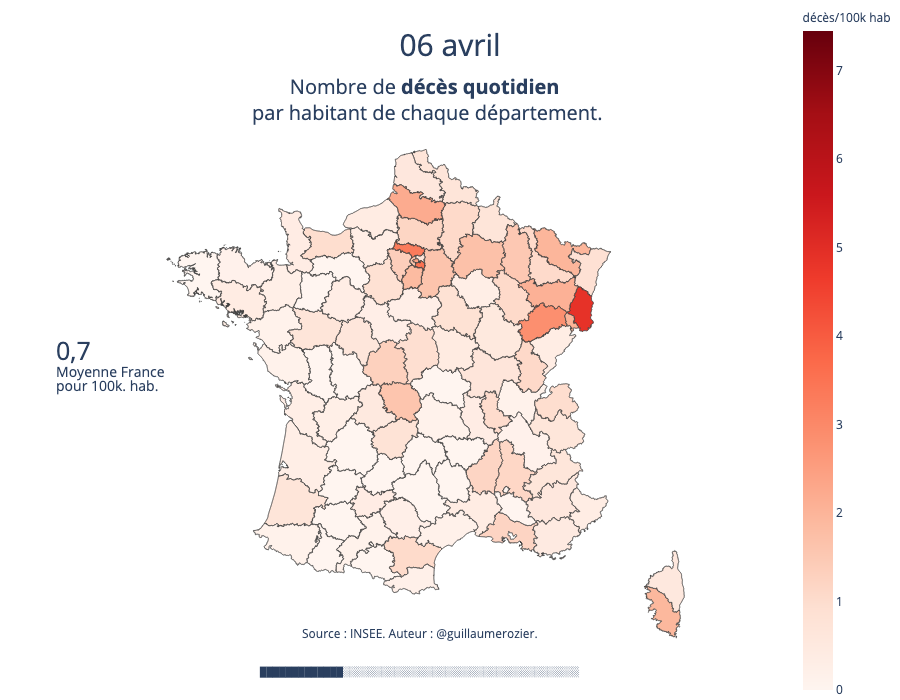 décès/100k hab
06 avril
Nombre de décès quotidien
par habitant de chaque département.
7
6
5
4
3
2
1
0
0,7
Moyenne France
pour 100k. hab.
Source : INSEE. Auteur : @guillaumerozier.